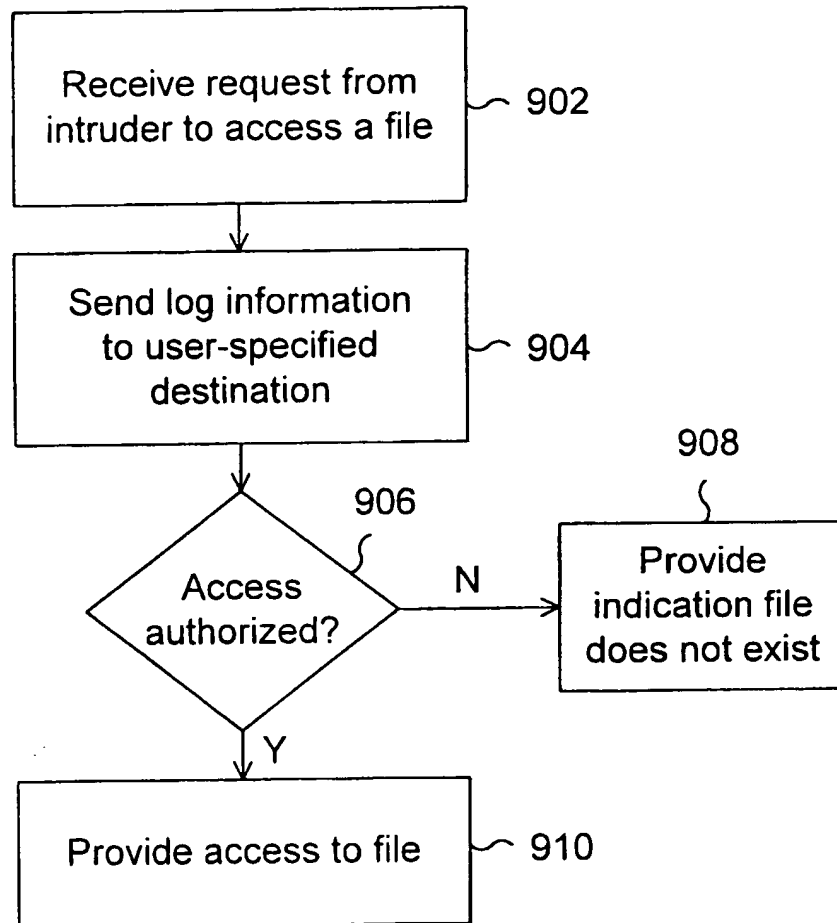 Receive request from
intruder to access a file
902
Send log information
to user-specified
destination
904
906
908
Access
authorized?
N
Provide
indication file
does not exist
Y
Provide access to file
910